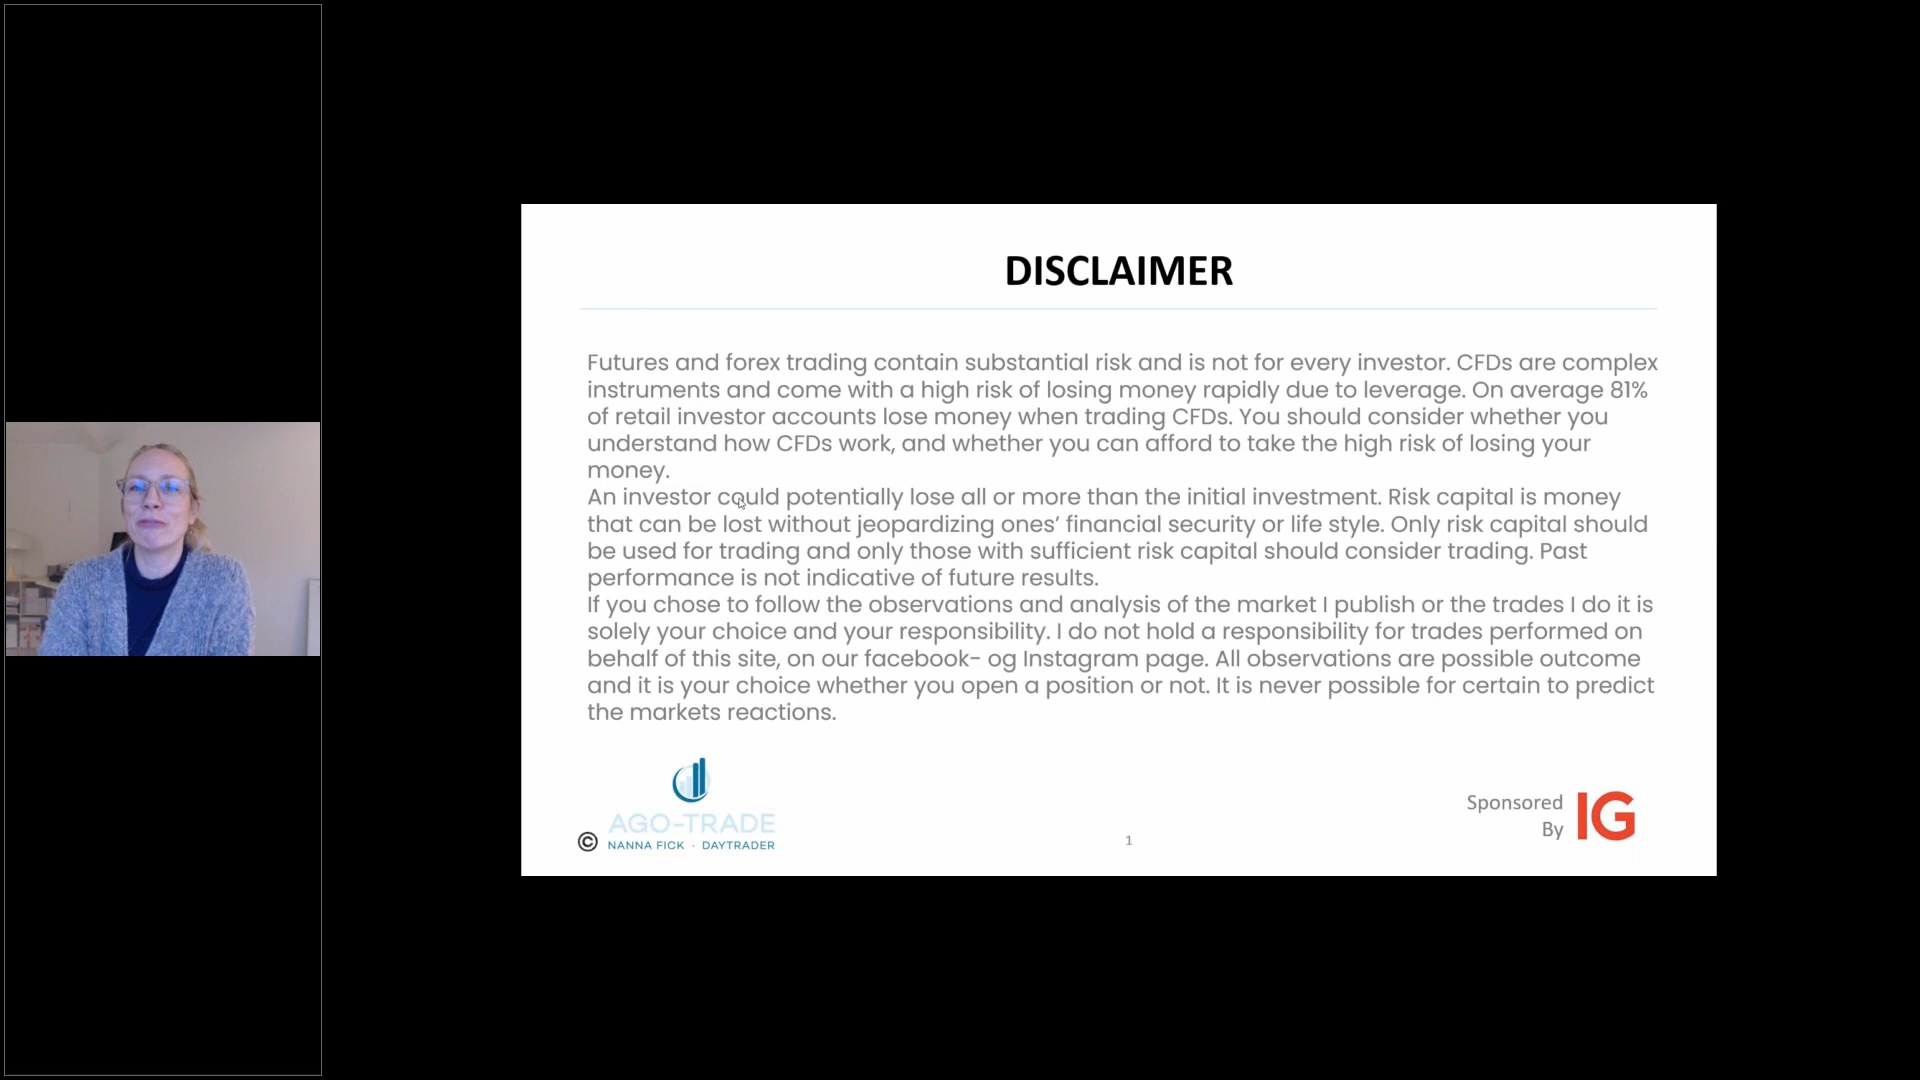 DISCLAIMER
Futures and forex trading contain substantial risk and is not for every investor. CFDs are complex
instruments and come with a high risk of losing money rapidly due to leverage. On average 81%
of retail investor accounts lose money when trading CFDs. You should consider whether you
understand how CFDs work, and whether you can afford to take the high risk of losing your
money.
An investor could potentially lose all or more than the initial investment. Risk capital is money
that can be lost without jeopardizing ones’ financial security or life style. Only risk capital should
be used for trading and only those with sufficient risk capital should consider trading. Past
performance is not indicative of future results.
If you chose to follow the observations and analysis of the market I publish or the trades I do it is
solely your choice and your responsibility. I do not hold a responsibility for trades performed on
behalf of this site, on our facebook- og Instagram page. All observations are possible outcome
and it is your choice whether you open a position or not. It is never possible for certain to predict
the markets reactions.
AGO-TRADE
© NANNA FICK · DAYTRADER
1
Sponsored
By
IG